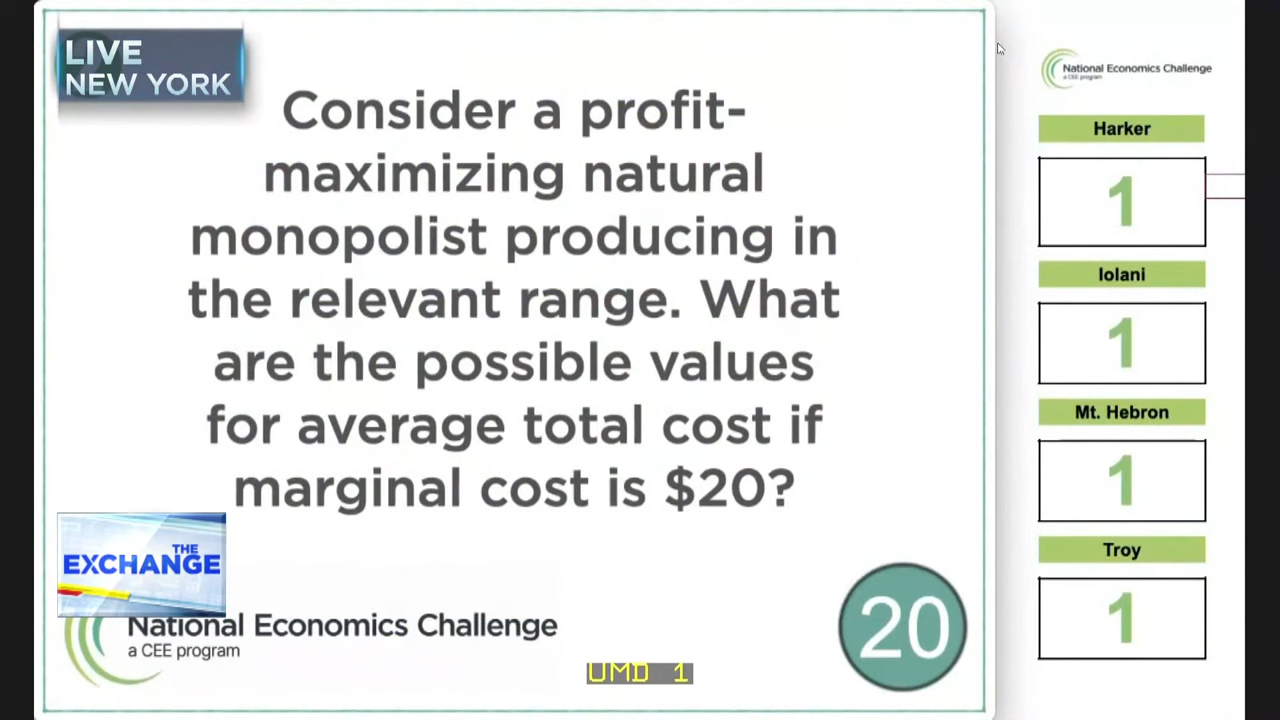 LIVE
NEW YORK
Consider a profit-
maximizing natural
monopolist producing in
the relevant range. What
are the possible values
for average total cost if
marginal cost is $20?
THE
EXCHANGE
National Economics Challenge
a CEE program
20
UMD 1
National Economics Challenge
a CEE program
Harker
1
Iolani
1
Mt. Hebron
1
Troy
1